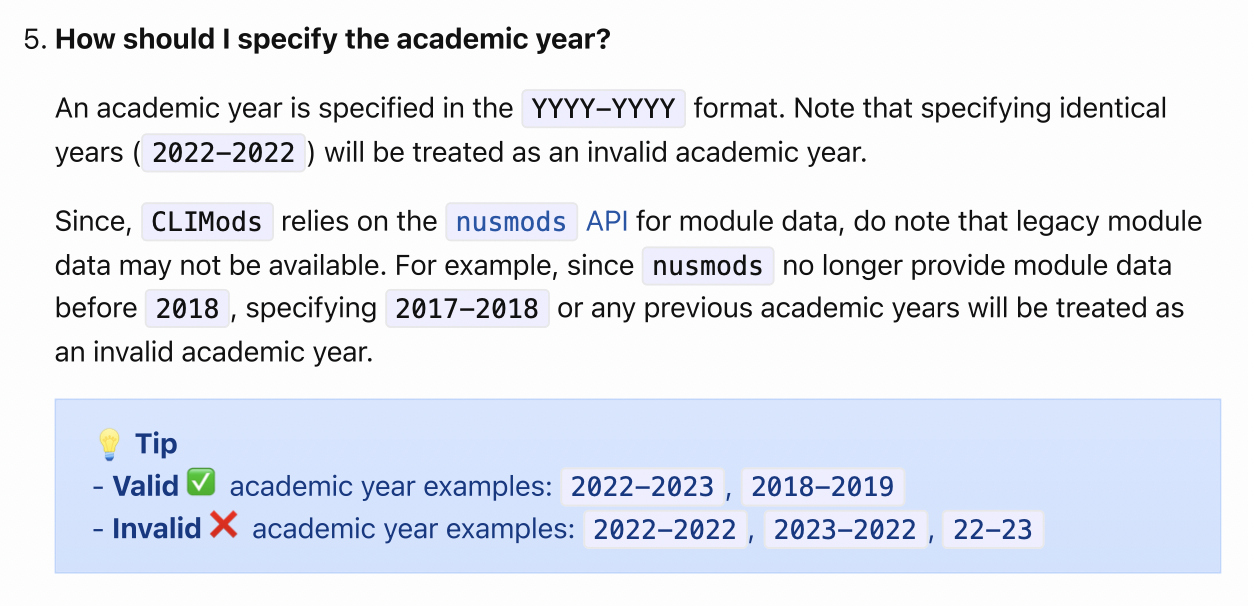 5. How should I specify the academic year?
An academic year is specified in the YYYY-YYYY format. Note that specifying identical
years ( 2022-2022 ) will be treated as an invalid academic year.
Since, CLIMods relies on the nusmods API for module data, do note that legacy module
data may not be available. For example, since nusmods no longer provide module data
before 2018 , specifying 2017-2018 or any previous academic years will be treated as
an invalid academic year.
💡 Tip
- Valid ✅ academic year examples: 2022-2023 , 2018-2019
- Invalid ❌ academic year examples: 2022-2022 , 2023-2022 , 22-23